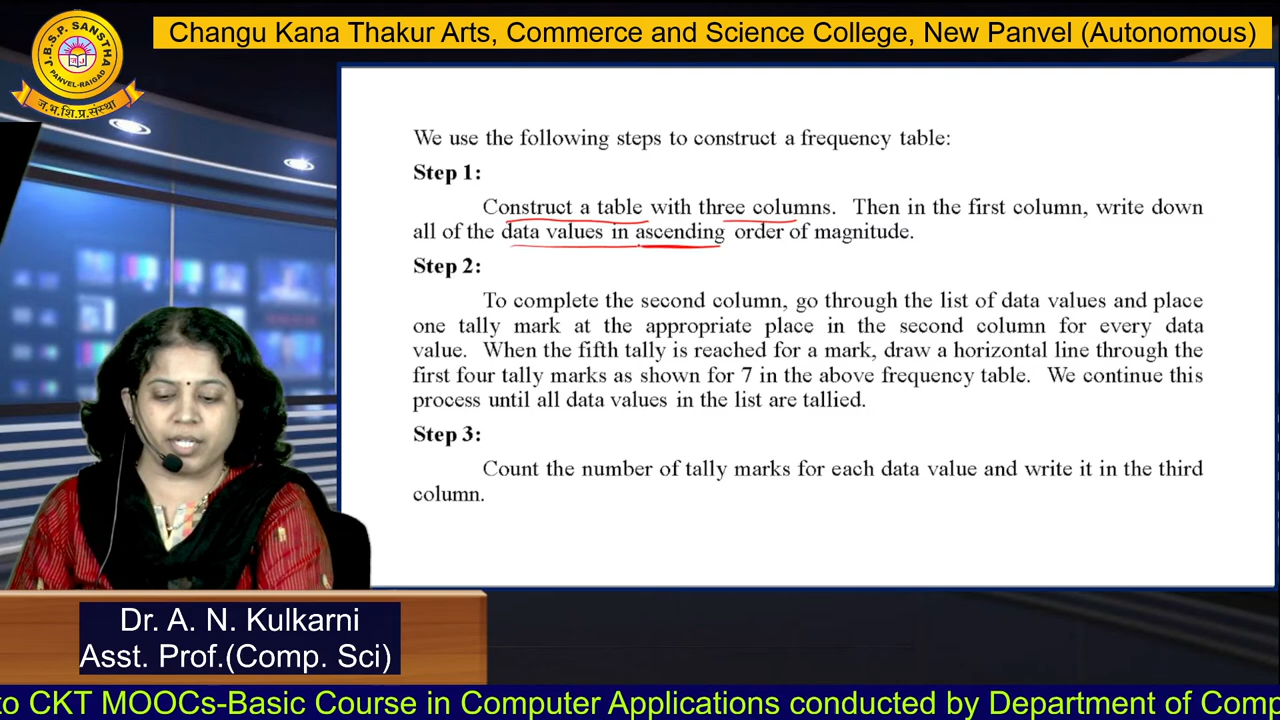 Changu Kana Thakur Arts, Commerce and Science College, New Panvel (Autonomous)
J.B.S.P. SANSTHA
PANVEL-RAIGAD
ज.भ.शि.प्र.संस्था
We use the following steps to construct a frequency table:
Step 1:
Construct a table with three columns. Then in the first column, write down
all of the data values in ascending order of magnitude.
Step 2:
To complete the second column, go through the list of data values and place
one tally mark at the appropriate place in the second column for every data
value. When the fifth tally is reached for a mark, draw a horizontal line through the
first four tally marks as shown for 7 in the above frequency table. We continue this
process until all data values in the list are tallied.
Step 3:
Count the number of tally marks for each data value and write it in the third
column.
Dr. A. N. Kulkarni
Asst. Prof.(Comp. Sci)
to CKT MOOCs-Basic Course in Computer Applications conducted by Department of Comp